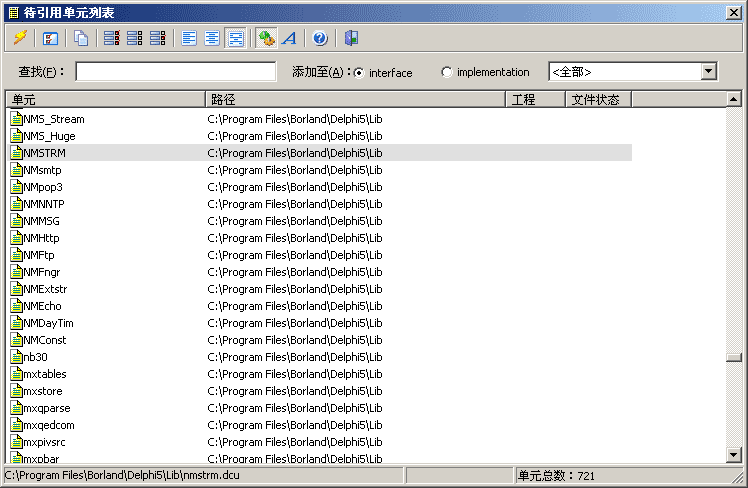 待引用单元列表
查找(F)： 添加至(A)： interface implementation <全部>
单元 路径 工程 文件状态
NMS_Stream C:\Program Files\Borland\Delphi5\Lib
NMS_Huge C:\Program Files\Borland\Delphi5\Lib
NMSTRM C:\Program Files\Borland\Delphi5\Lib
NMsmtp C:\Program Files\Borland\Delphi5\Lib
NMpop3 C:\Program Files\Borland\Delphi5\Lib
NMNNTP C:\Program Files\Borland\Delphi5\Lib
NMMSG C:\Program Files\Borland\Delphi5\Lib
NMHttp C:\Program Files\Borland\Delphi5\Lib
NMFtp C:\Program Files\Borland\Delphi5\Lib
NMFngr C:\Program Files\Borland\Delphi5\Lib
NMExtstr C:\Program Files\Borland\Delphi5\Lib
NMEcho C:\Program Files\Borland\Delphi5\Lib
NMDayTim C:\Program Files\Borland\Delphi5\Lib
NMConst C:\Program Files\Borland\Delphi5\Lib
nb30 C:\Program Files\Borland\Delphi5\Lib
mxtables C:\Program Files\Borland\Delphi5\Lib
mxstore C:\Program Files\Borland\Delphi5\Lib
mxqparse C:\Program Files\Borland\Delphi5\Lib
mxqedcom C:\Program Files\Borland\Delphi5\Lib
mxpivsrc C:\Program Files\Borland\Delphi5\Lib
mxpbar C:\Program Files\Borland\Delphi5\Lib
C:\Program Files\Borland\Delphi5\Lib\nmstrm.dcu 单元总数：721